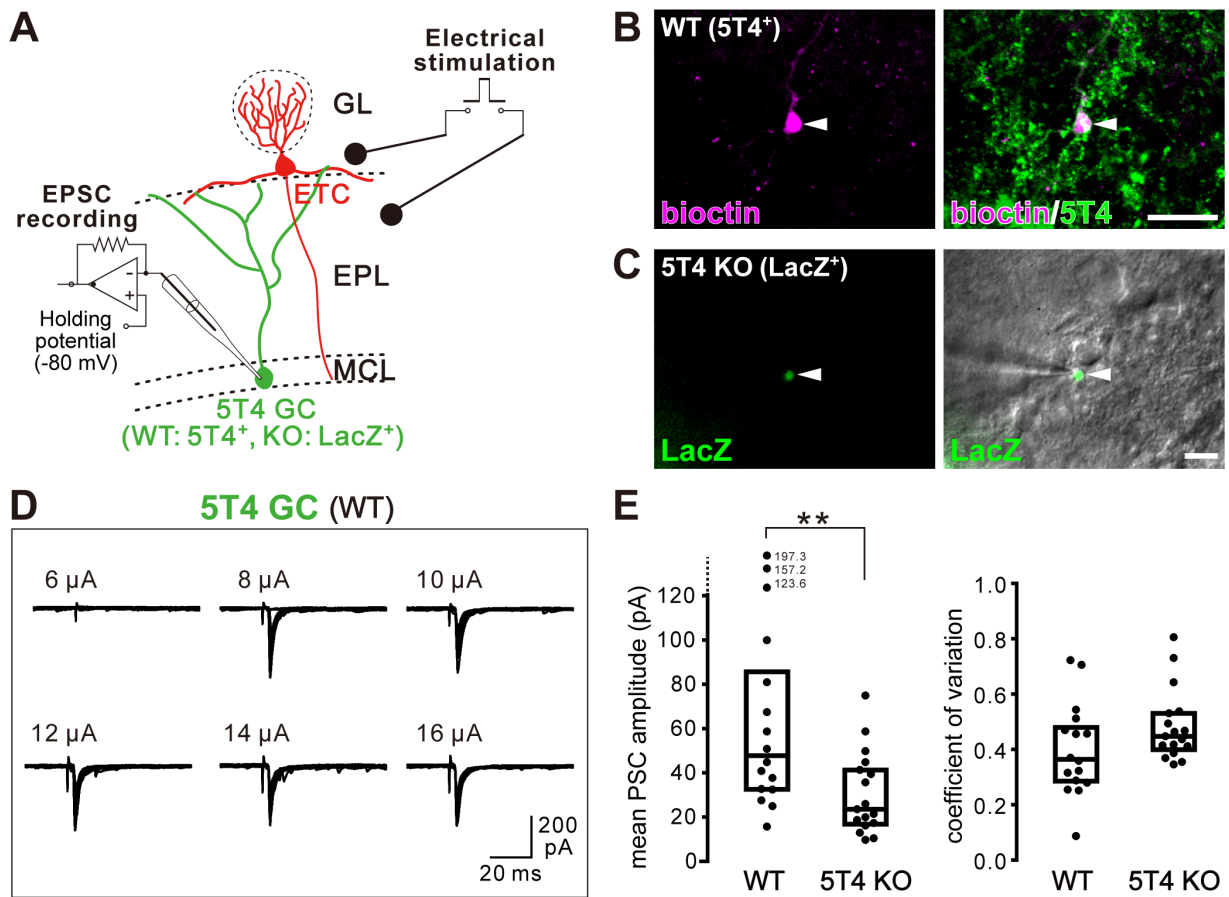 A
Electrical
stimulation
GL
ETC
EPSC
recording
-
+
EPL
Holding
potential
(-80 mV)
MCL
5T4 GC
(WT: 5T4⁺, KO: LacZ⁺)
B
WT (5T4⁺)
bioctin
bioctin/5T4
C
5T4 KO (LacZ⁺)
LacZ
LacZ
D
5T4 GC (WT)
6 µA
8 µA
10 µA
12 µA
14 µA
16 µA
200
pA
20 ms
E
**
197.3
157.2
123.6
mean PSC amplitude (pA)
120
100
80
60
40
20
0
WT
5T4 KO
coefficient of variation
1.0
0.8
0.6
0.4
0.2
0.0
WT
5T4 KO